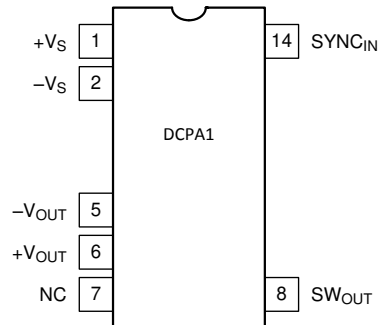 +VS 1
14 SYNCIN
–VS 2
DCPA1
–VOUT 5
+VOUT 6
NC 7
8 SWOUT